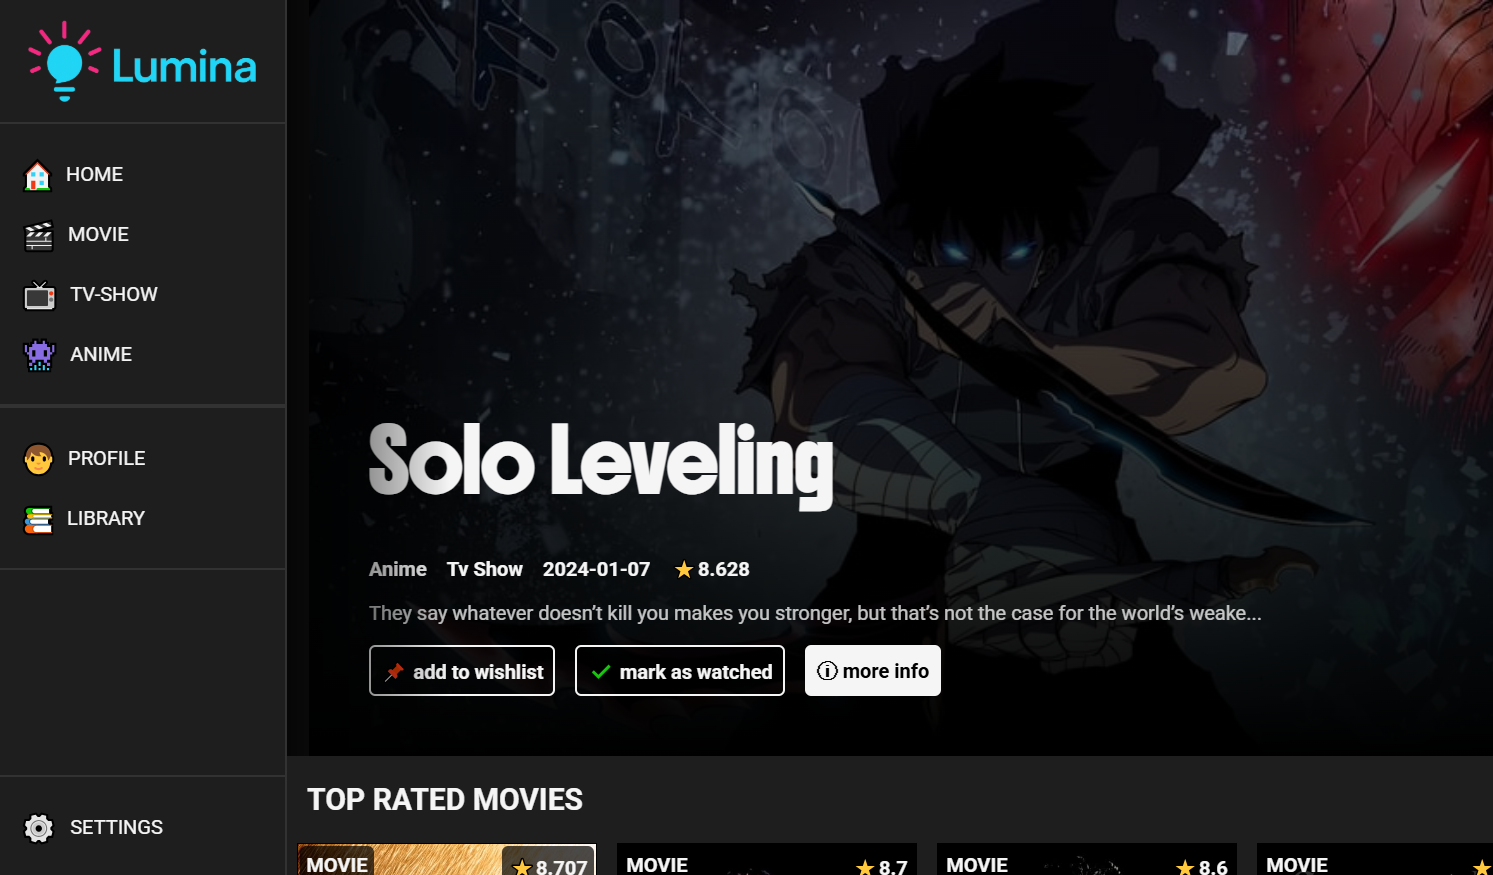 Lumina
HOME
MOVIE
TV-SHOW
ANIME
PROFILE
LIBRARY
SETTINGS
Solo Leveling
Anime Tv Show 2024-01-07 8.628
They say whatever doesn’t kill you makes you stronger, but that’s not the case for the world’s weake...
add to wishlist mark as watched more info
TOP RATED MOVIES
MOVIE 8.707 MOVIE 8.7 MOVIE 8.6 MOVIE